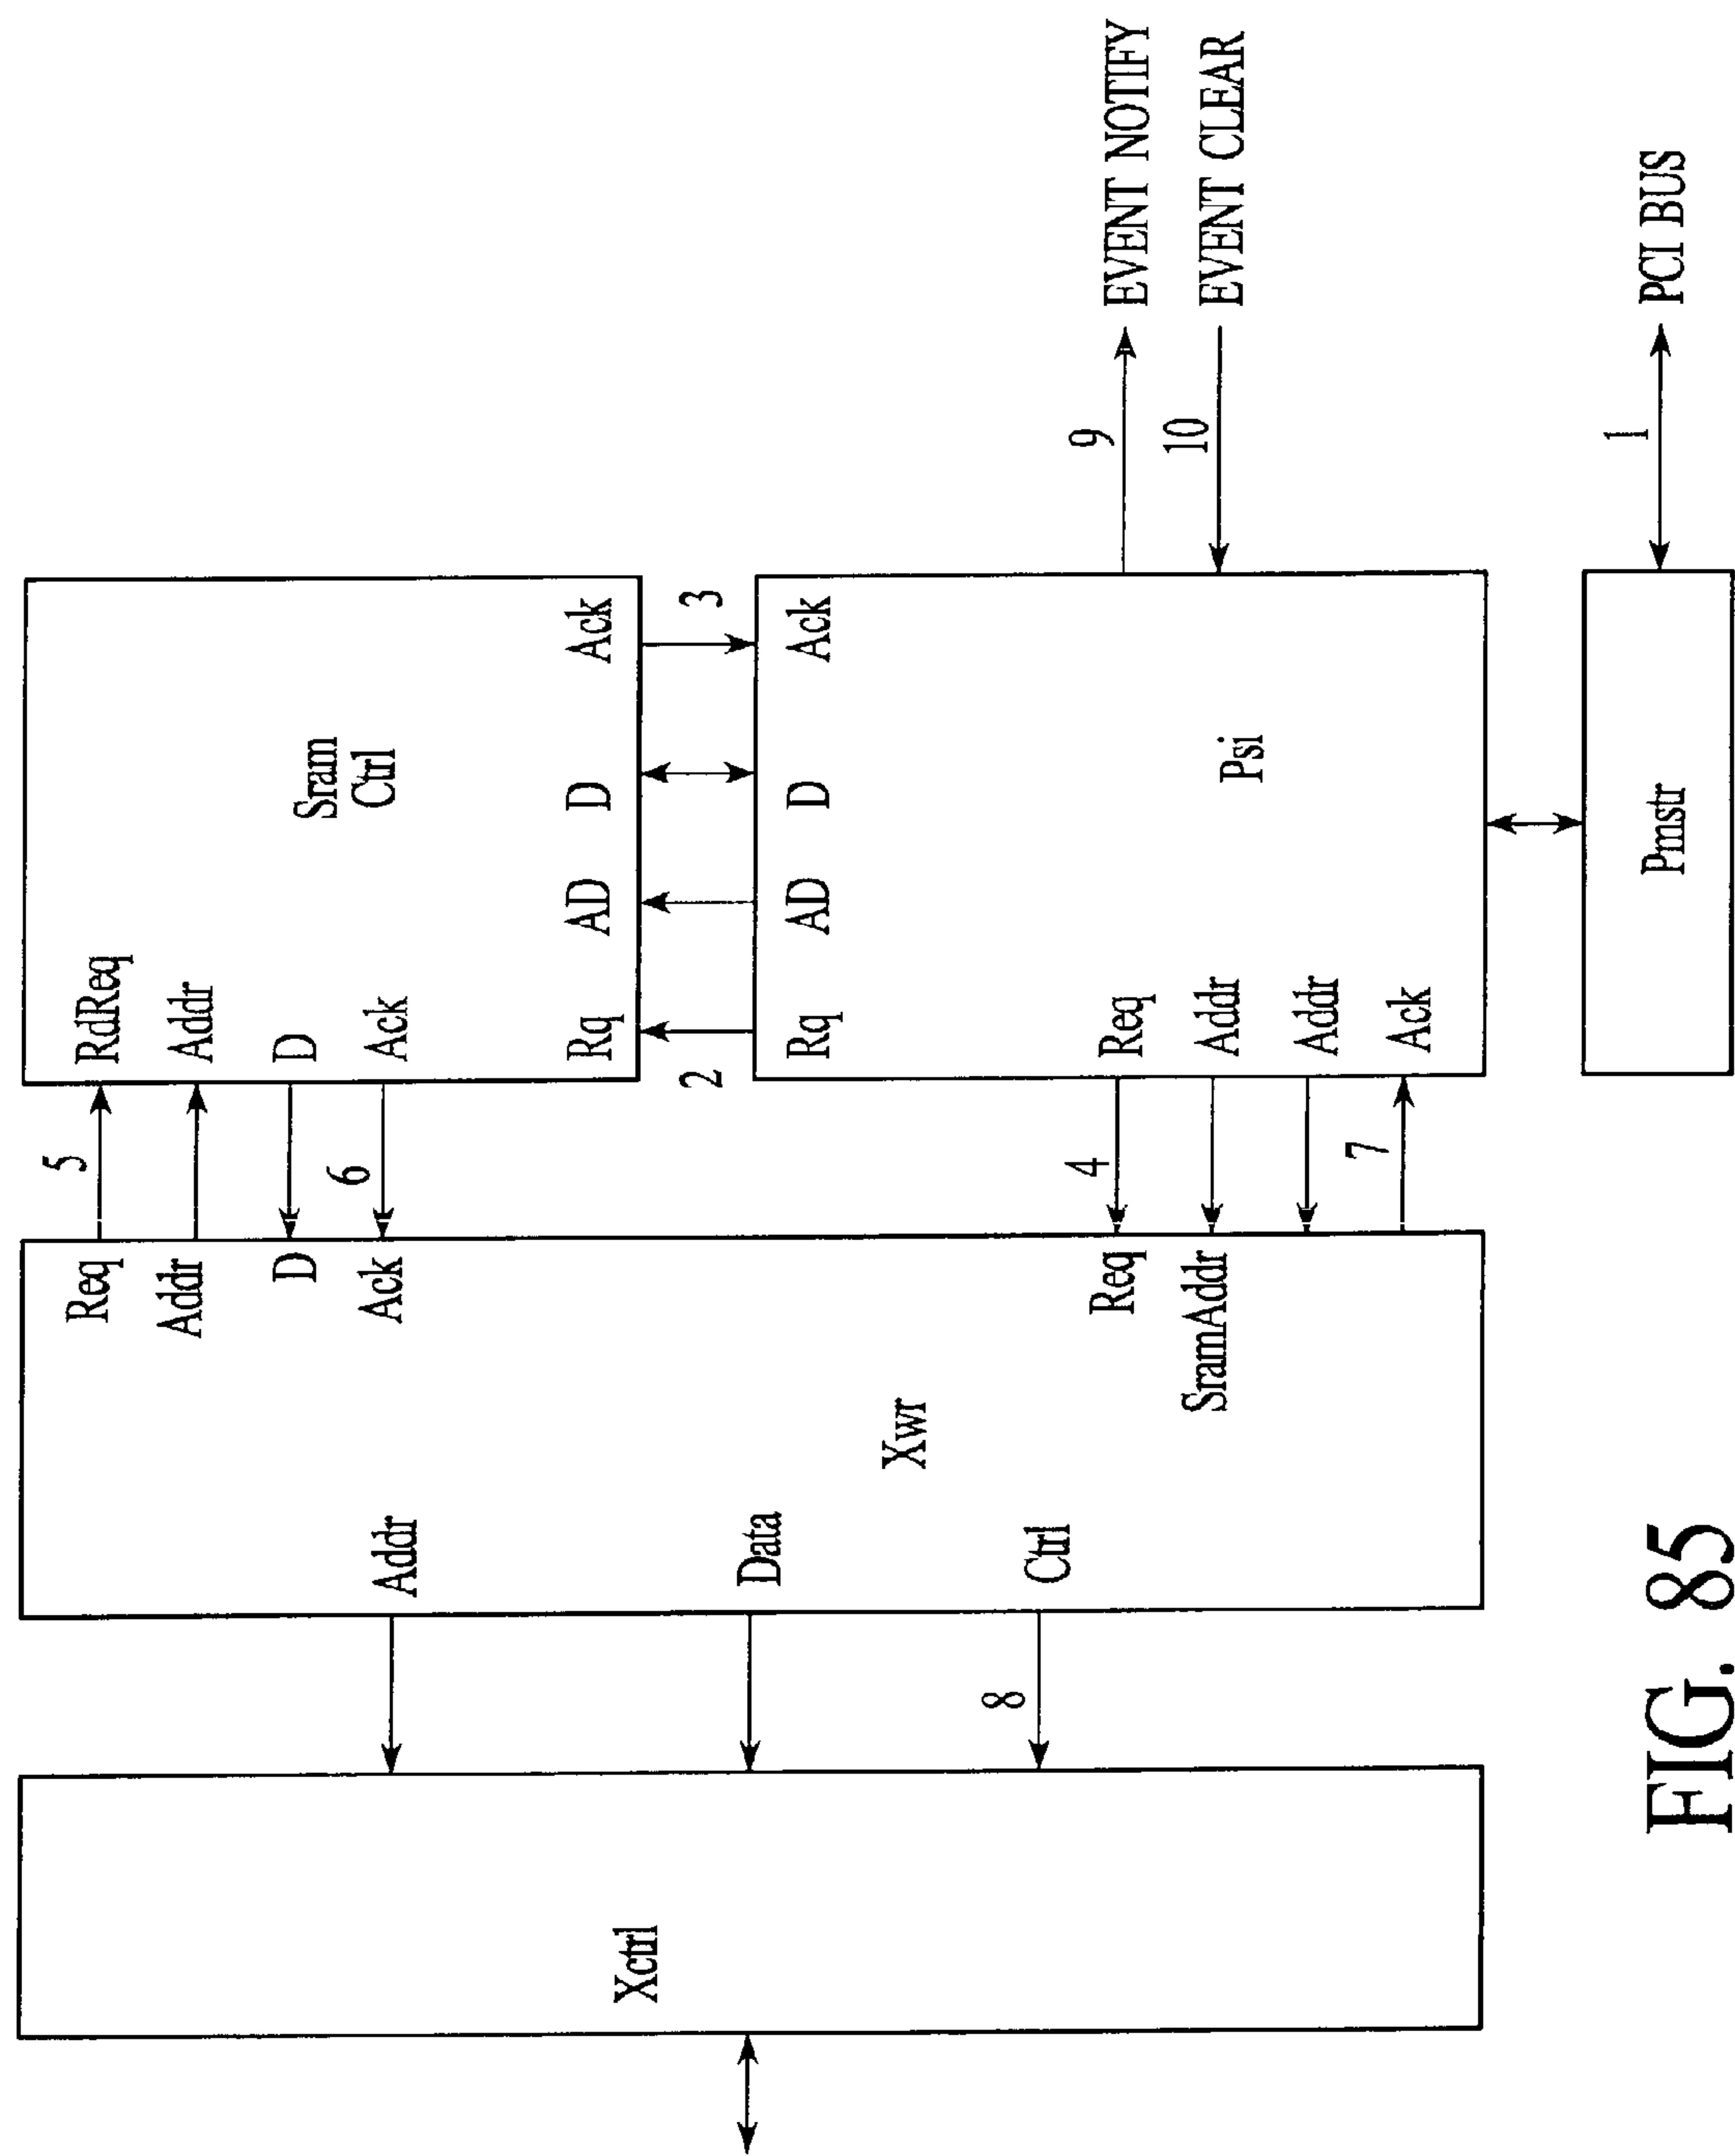 Xctrl
Addr
Data
Ctrl
8
Xwr
Req
Addr
D
Ack
Req
SramAddr
5
6
4
7
RdReq
Addr
D
Ack
Sram
Ctrl
Rq
AD
D
Ack
2
3
Rq
AD
D
Ack
Req
Addr
Addr
Ack
Psi
Pmstr
9
EVENT NOTIFY
10
EVENT CLEAR
1
PCI BUS
FIG. 85